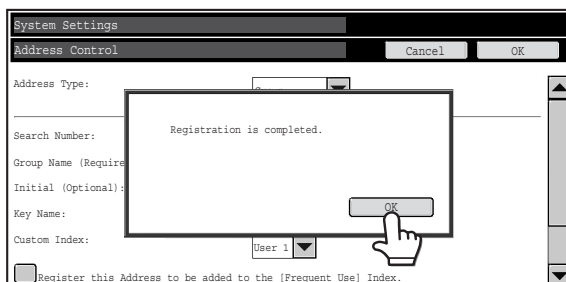 System Settings
Address Control
Cancel
OK
Address Type:
Registration is completed.
Search Number:
Group Name (Require
Initial (Optional):
OK
Key Name:
Custom Index:
User 1
Register this Address to be added to the [Frequent Use] Index.